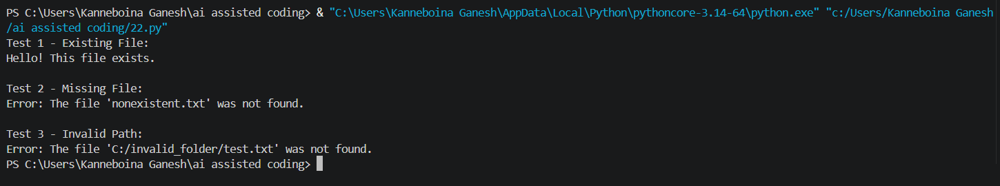 PS C:\Users\Kanneboina Ganesh\ai assisted coding> & "C:\Users\Kanneboina Ganesh\AppData\Local\Python\pythoncore-3.14-64\python.exe" "c:/Users/Kanneboina Ganesh
/ai assisted coding/22.py"
Test 1 - Existing File:
Hello! This file exists.

Test 2 - Missing File:
Error: The file 'nonexistent.txt' was not found.

Test 3 - Invalid Path:
Error: The file 'C:/invalid_folder/test.txt' was not found.
PS C:\Users\Kanneboina Ganesh\ai assisted coding>